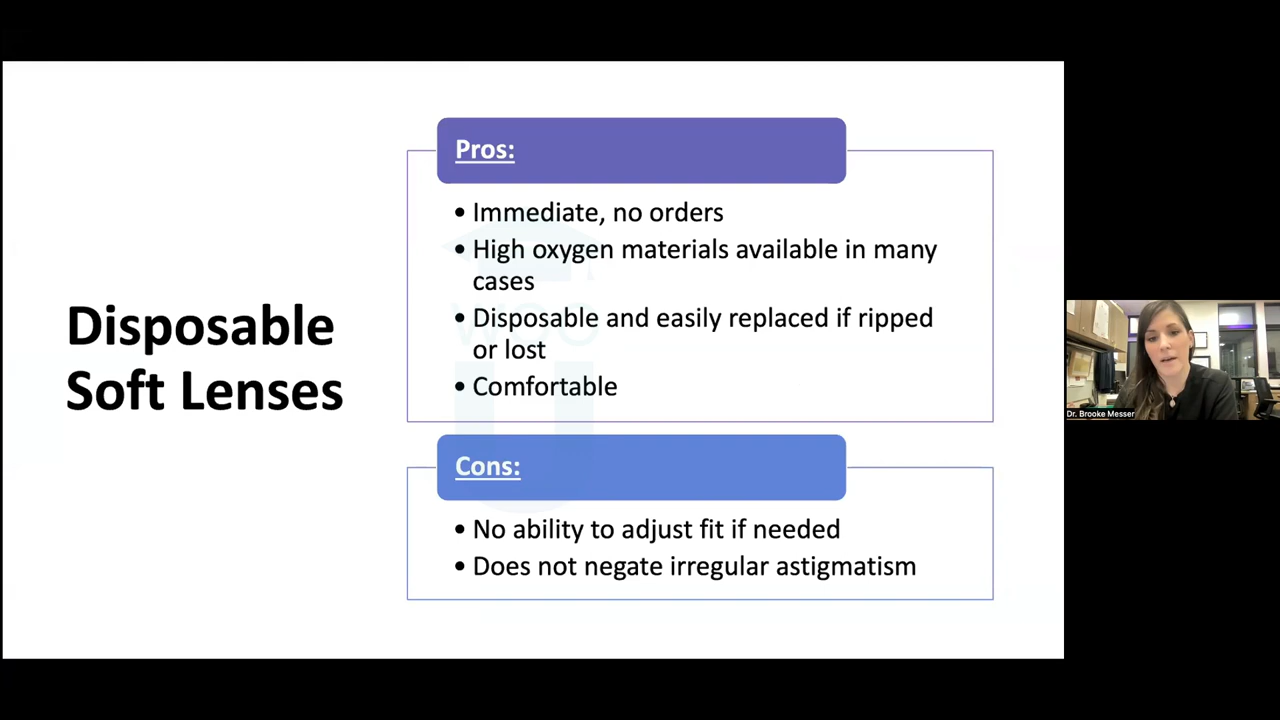 Disposable
Soft Lenses
Pros:
• Immediate, no orders
• High oxygen materials available in many
cases
• Disposable and easily replaced if ripped
or lost
• Comfortable
Cons:
• No ability to adjust fit if needed
• Does not negate irregular astigmatism
Dr. Brooke Messer